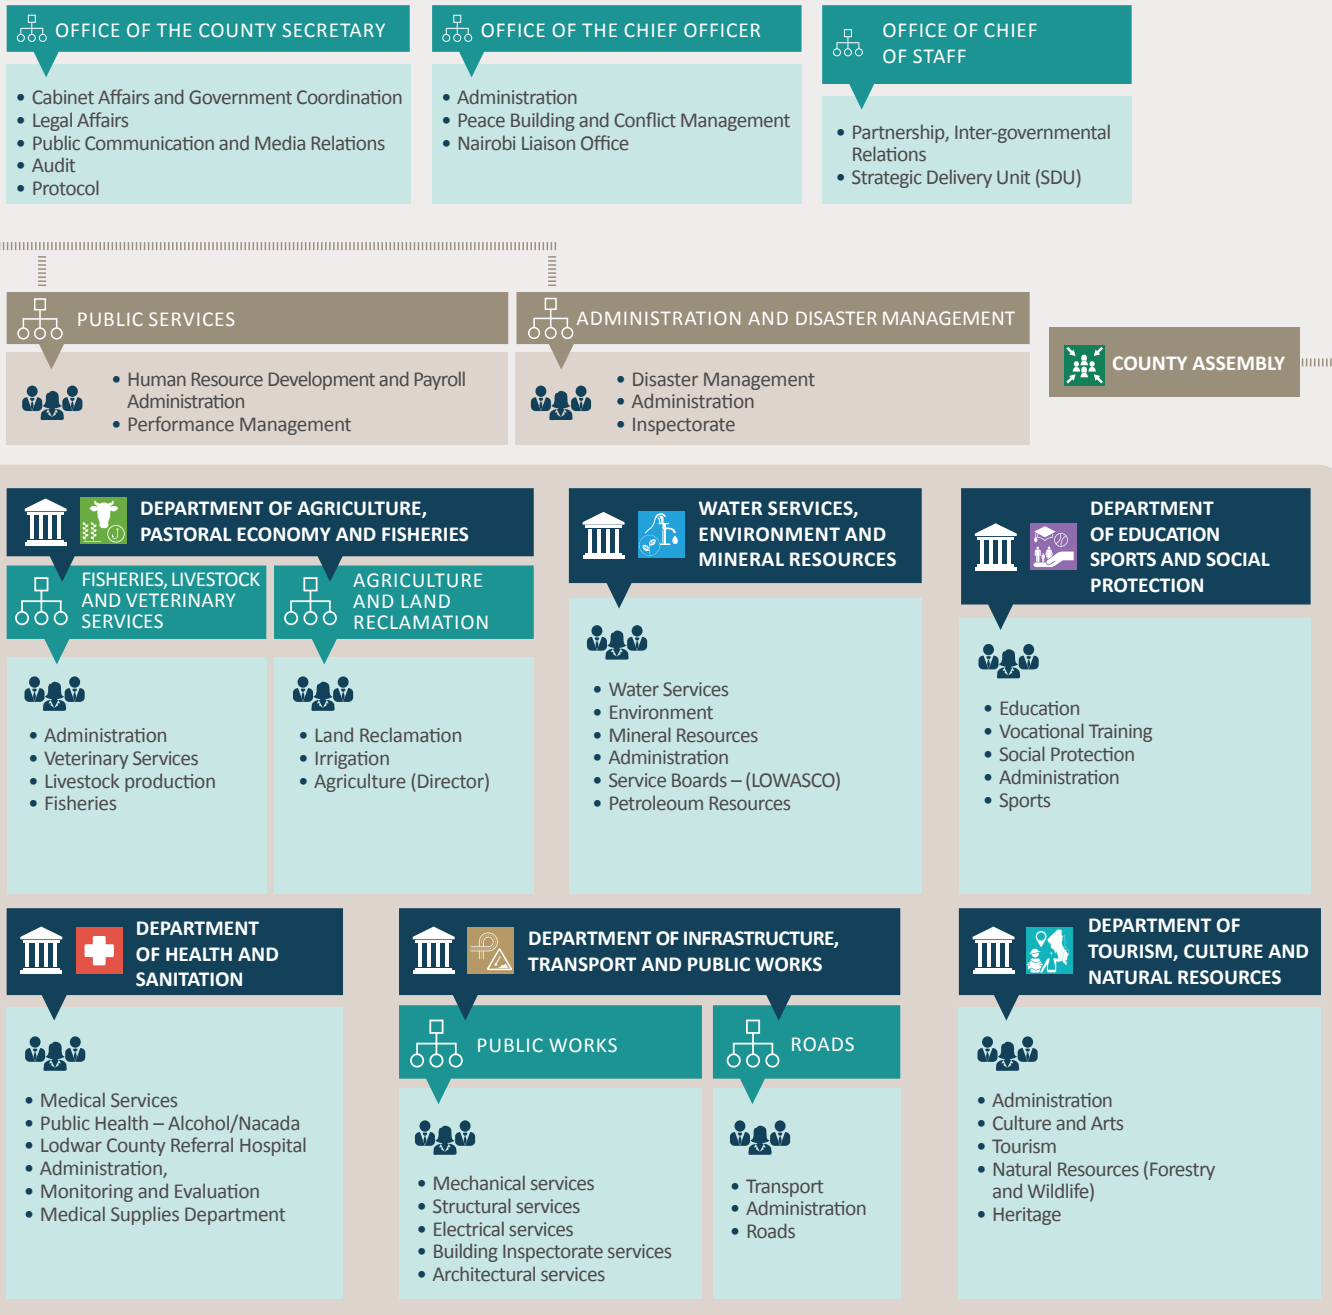 OFFICE OF THE COUNTY SECRETARY
• Cabinet Affairs and Government Coordination
• Legal Affairs
• Public Communication and Media Relations
• Audit
• Protocol
OFFICE OF THE CHIEF OFFICER
• Administration
• Peace Building and Conflict Management
• Nairobi Liaison Office
OFFICE OF CHIEF
OF STAFF
• Partnership, Inter-governmental
Relations
• Strategic Delivery Unit (SDU)
PUBLIC SERVICES
• Human Resource Development and Payroll
Administration
• Performance Management
ADMINISTRATION AND DISASTER MANAGEMENT
• Disaster Management
• Administration
• Inspectorate
COUNTY ASSEMBLY
DEPARTMENT OF AGRICULTURE,
PASTORAL ECONOMY AND FISHERIES
FISHERIES, LIVESTOCK
AND VETERINARY
SERVICES
• Administration
• Veterinary Services
• Livestock production
• Fisheries
AGRICULTURE
AND LAND
RECLAMATION
• Land Reclamation
• Irrigation
• Agriculture (Director)
WATER SERVICES,
ENVIRONMENT AND
MINERAL RESOURCES
• Water Services
• Environment
• Mineral Resources
• Administration
• Service Boards – (LOWASCO)
• Petroleoum Resources
DEPARTMENT
OF EDUCATION
SPORTS AND SOCIAL
PROTECTION
• Education
• Vocational Training
• Social Protection
• Administration
• Sports
DEPARTMENT
OF HEALTH AND
SANITATION
• Medical Services
• Public Health – Alcohol/Nacada
• Lodwar County Referral Hospital
• Administration,
• Monitoring and Evaluation
• Medical Supplies Department
DEPARTMENT OF INFRASTRUCTURE,
TRANSPORT AND PUBLIC WORKS
PUBLIC WORKS
• Mechanical services
• Structural services
• Electrical services
• Building Inspectorate services
• Architectural services
ROADS
• Transport
• Administration
• Roads
DEPARTMENT OF
TOURISM, CULTURE AND
NATURAL RESOURCES
• Administration
• Culture and Arts
• Tourism
• Natural Resources (Forestry
and Wildlife)
• Heritage